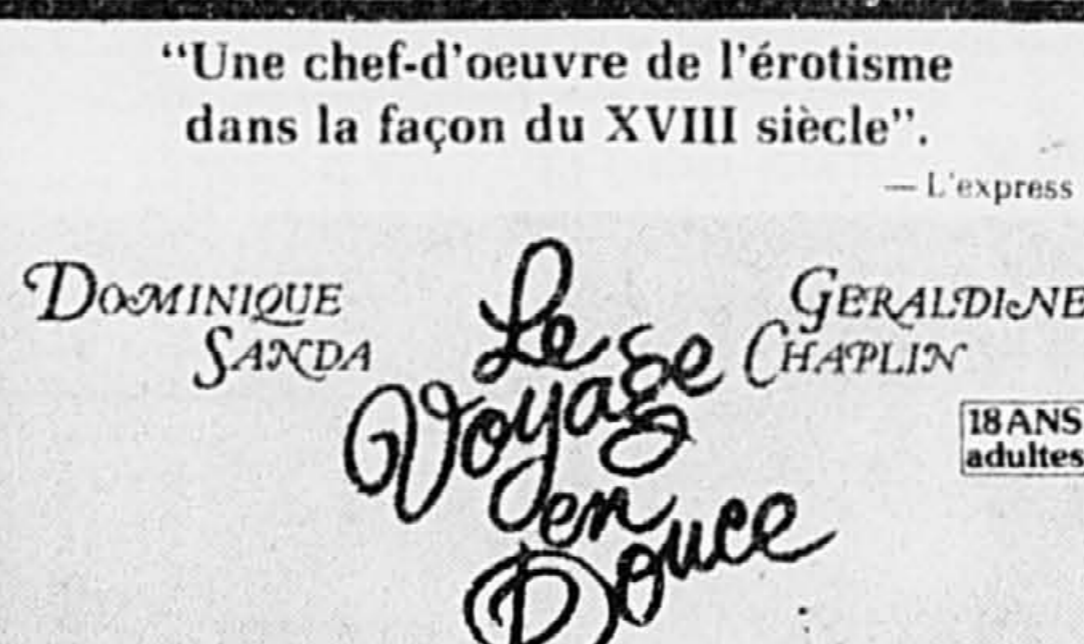 “Une chef-d'oeuvre de l'érotisme
dans la façon du XVIII siècle”.
— L'express
DOMINIQUE
SANDA
GERALDINE
CHAPLIN
Le
Voyage
en
Douce
18 ANS
adultes